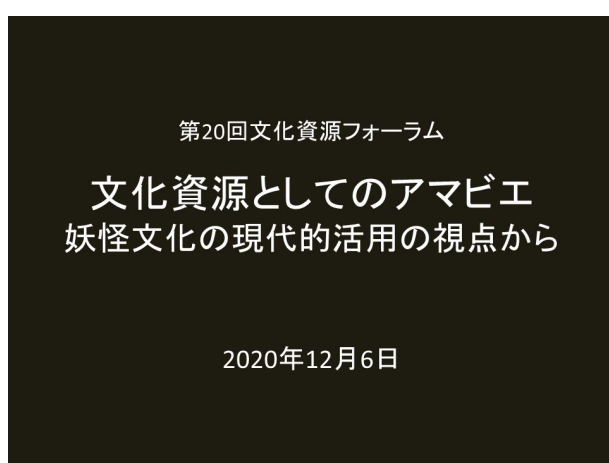 第20回文化資源フォーラム
文化資源としてのアマビエ
妖怪文化の現代的活用の視点から
2020年12月6日